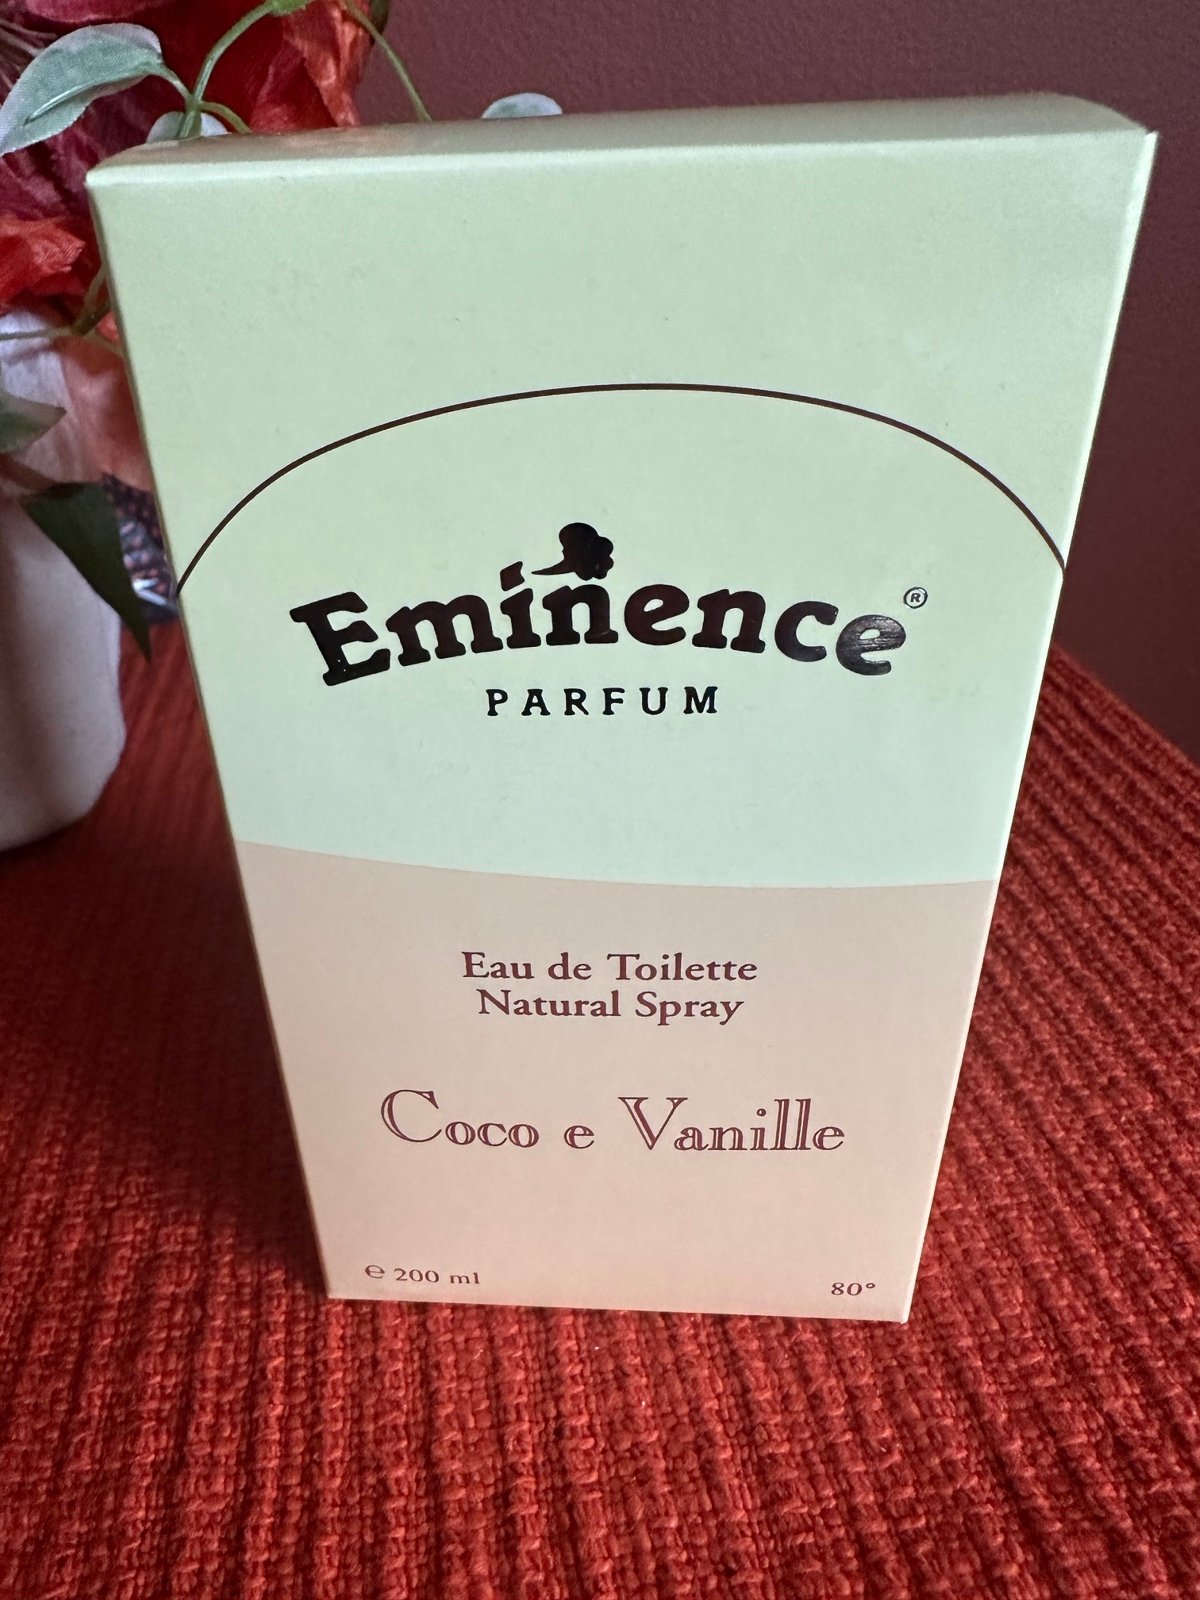 Eminence®
PARFUM
Eau de Toilette
Natural Spray
Coco e Vanille
℮ 200 ml
80°